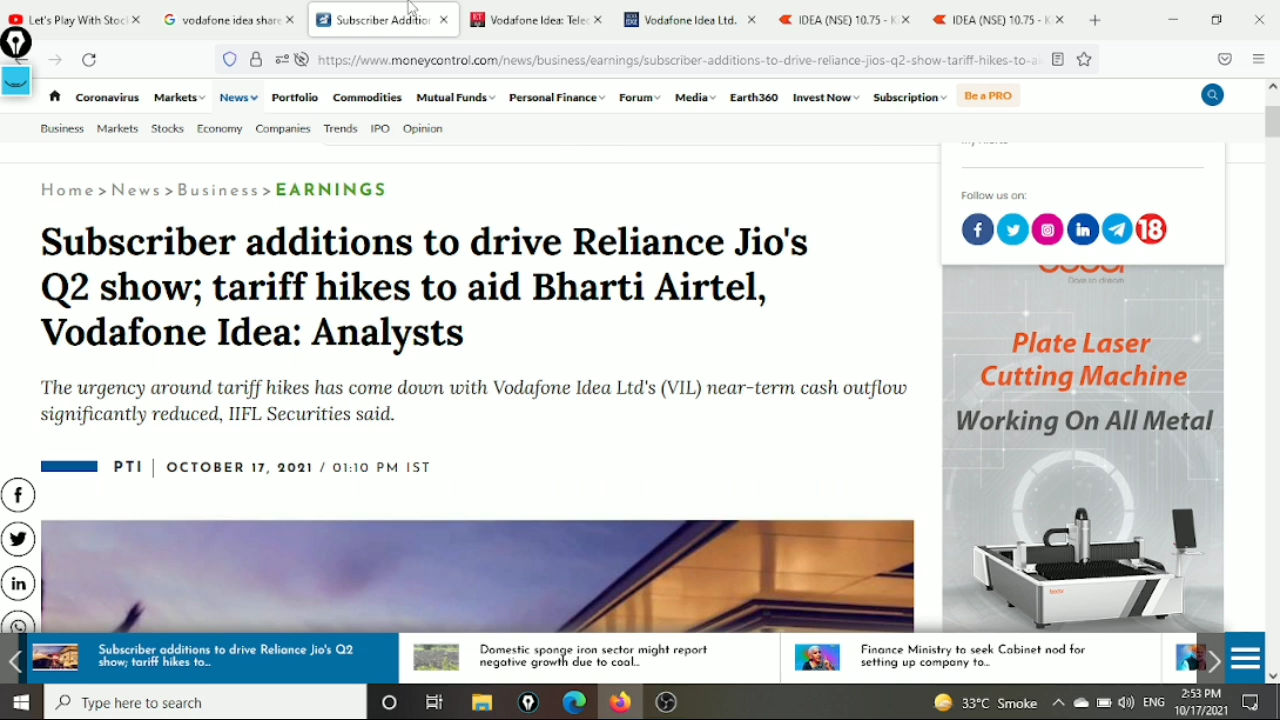 Let's Play With Stock
vodafone idea share
Subscriber Addition
Vodafone Idea: Telec
Vodafone Idea Ltd.
IDEA (NSE) 10.75 - K
IDEA (NSE) 10.75 - K
https://www.moneycontrol.com/news/business/earnings/subscriber-additions-to-drive-reliance-jios-q2-show-tariff-hikes-to-ai
Coronavirus Markets News Portfolio Commodities Mutual Funds Personal Finance Forum Media Earth360 Invest Now Subscription Be a PRO
Business Markets Stocks Economy Companies Trends IPO Opinion
Home > News > Business > EARNINGS
Follow us on:
18
Subscriber additions to drive Reliance Jio's
Q2 show; tariff hikes to aid Bharti Airtel,
Vodafone Idea: Analysts
The urgency around tariff hikes has come down with Vodafone Idea Ltd's (VIL) near-term cash outflow
significantly reduced, IIFL Securities said.
PTI | OCTOBER 17, 2021 / 01:10 PM IST
Dare to dream
Plate Laser
Cutting Machine
Working On All Metal
Subscriber additions to drive Reliance Jio's Q2
show; tariff hikes to...
Domestic sponge iron sector might report
negative growth due to coal...
Finance Ministry to seek Cabinet nod for
setting up company to...
Type here to search
33°C Smoke
ENG
2:53 PM
10/17/2021